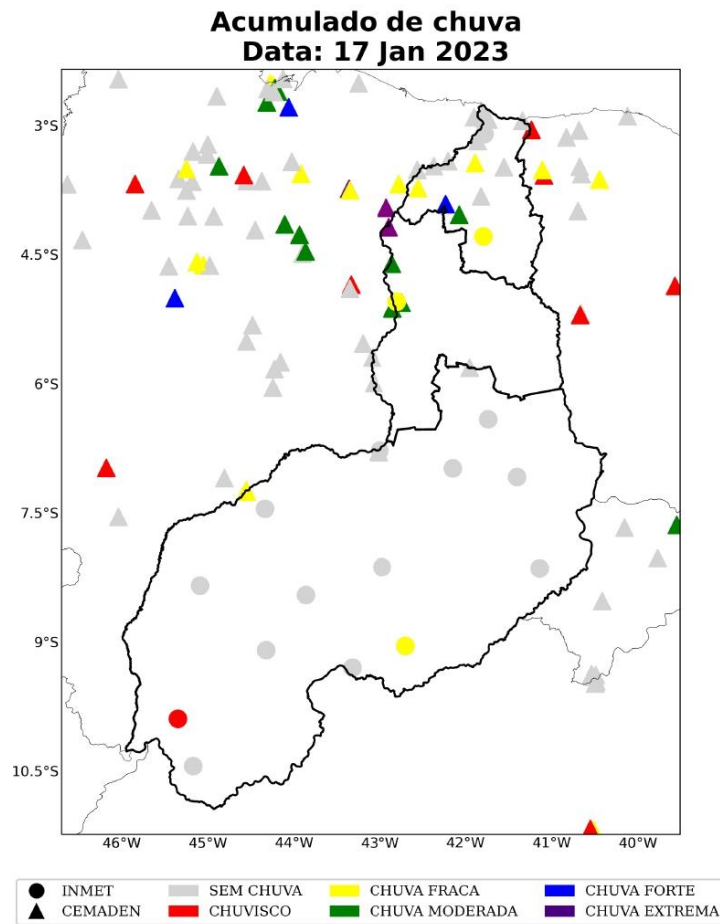 Acumulado de chuva
Data: 17 Jan 2023
3°S
4.5°S
6°S
7.5°S
9°S
10.5°S
46°W 45°W 44°W 43°W 42°W 41°W 40°W
INMET SEM CHUVA CHUVA FRACA CHUVA FORTE
CEMADEN CHUVISCO CHUVA MODERADA CHUVA EXTREMA